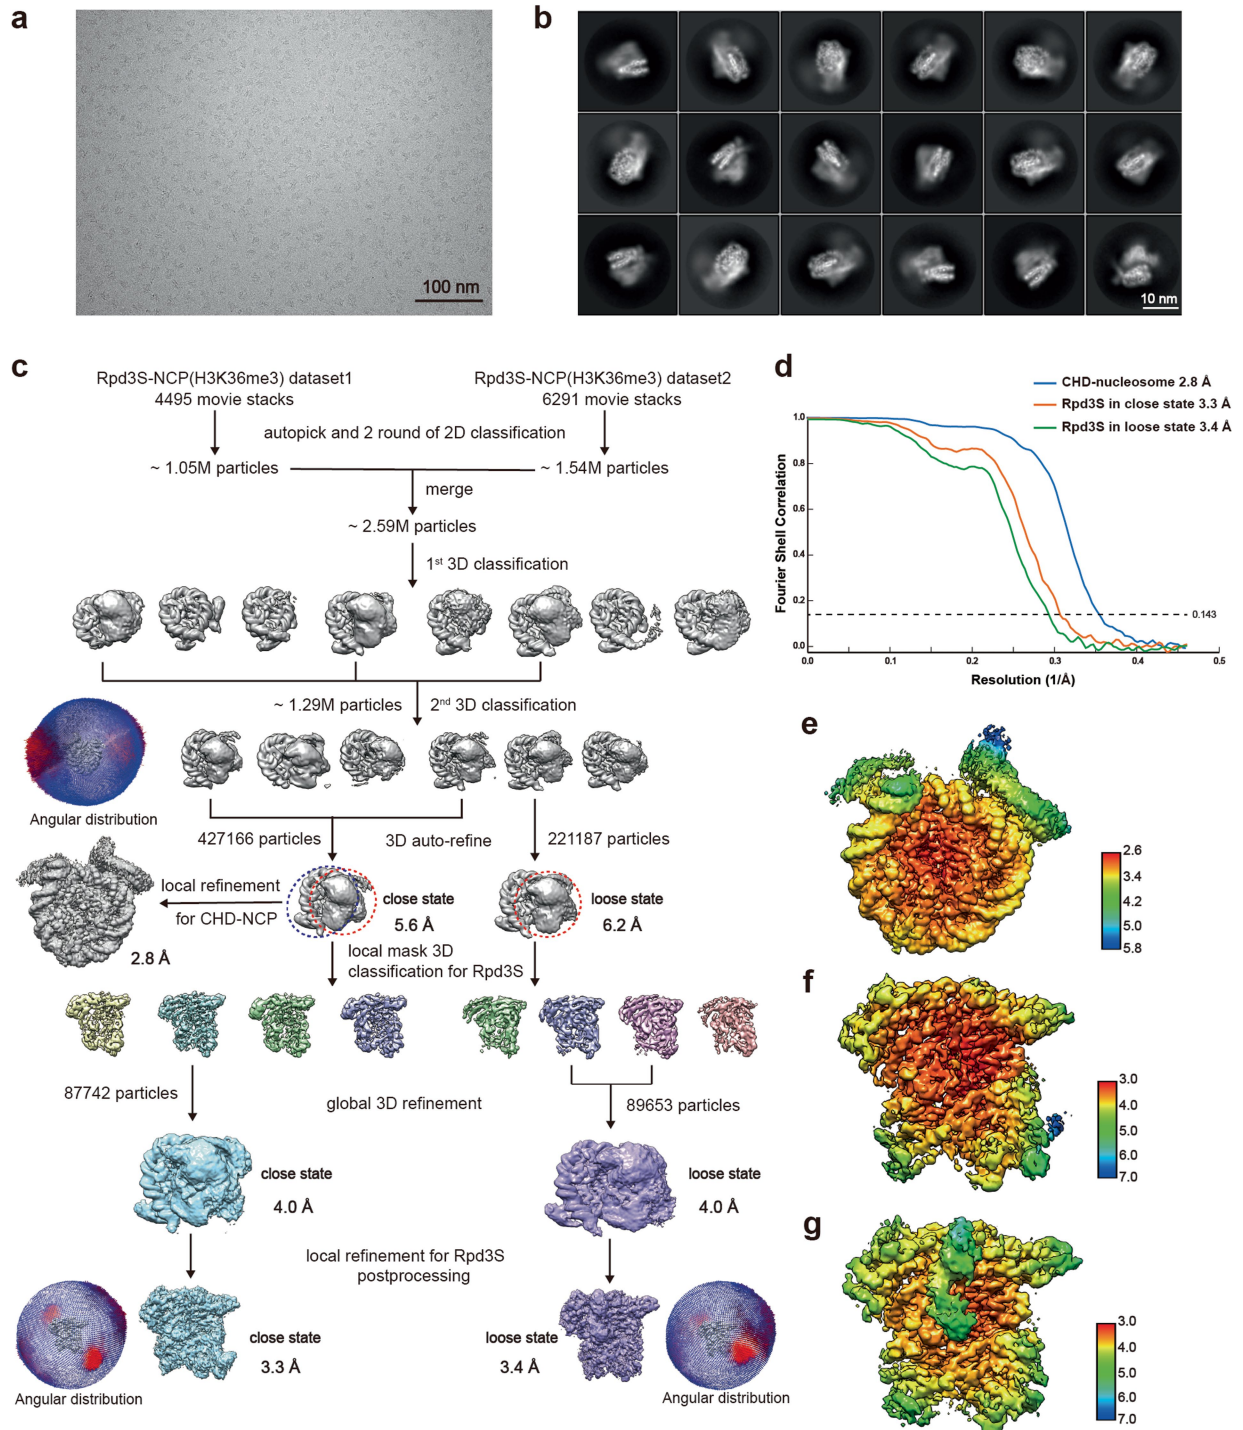 a
100 nm
b
10 nm
c
Rpd3S-NCP(H3K36me3) dataset1
4495 movie stacks
Rpd3S-NCP(H3K36me3) dataset2
6291 movie stacks
autopick and 2 round of 2D classification
~ 1.05M particles
~ 1.54M particles
merge
~ 2.59M particles
1st 3D classification
~ 1.29M particles
2nd 3D classification
Angular distribution
427166 particles
3D auto-refine
221187 particles
local refinement
for CHD-NCP
2.8 Å
close state
5.6 Å
loose state
6.2 Å
local mask 3D
classification for Rpd3S
87742 particles
global 3D refinement
89653 particles
close state
4.0 Å
loose state
4.0 Å
local refinement for Rpd3S
postprocessing
close state
3.3 Å
loose state
3.4 Å
Angular distribution
Angular distribution
d
CHD-nucleosome 2.8 Å
Rpd3S in close state 3.3 Å
Rpd3S in loose state 3.4 Å
Fourier Shell Correlation
1.0
0.8
0.6
0.4
0.2
0.0
0.143
0.0 0.1 0.2 0.3 0.4 0.5
Resolution (1/Å)
e
2.6
3.4
4.2
5.0
5.8
f
3.0
4.0
5.0
6.0
7.0
g
3.0
4.0
5.0
6.0
7.0